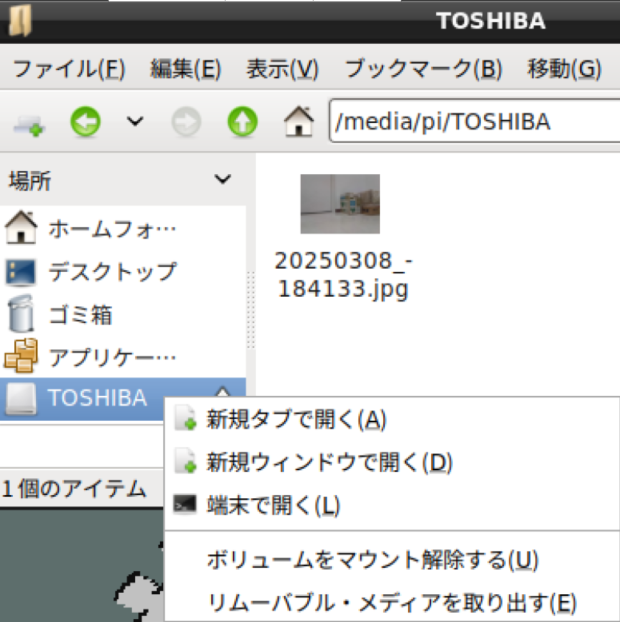 TOSHIBA
ファイル(F) 編集(E) 表示(V) ブックマーク(B) 移動(G)
/media/pi/TOSHIBA
場所
ホームフォ…
デスクトップ
ゴミ箱
アプリケー…
TOSHIBA
20250308_-
184133.jpg
新規タブで開く(A)
新規ウィンドウで開く(D)
端末で開く(L)
ボリュームをマウント解除する(U)
リムーバブル・メディアを取り出す(E)
1個のアイテム